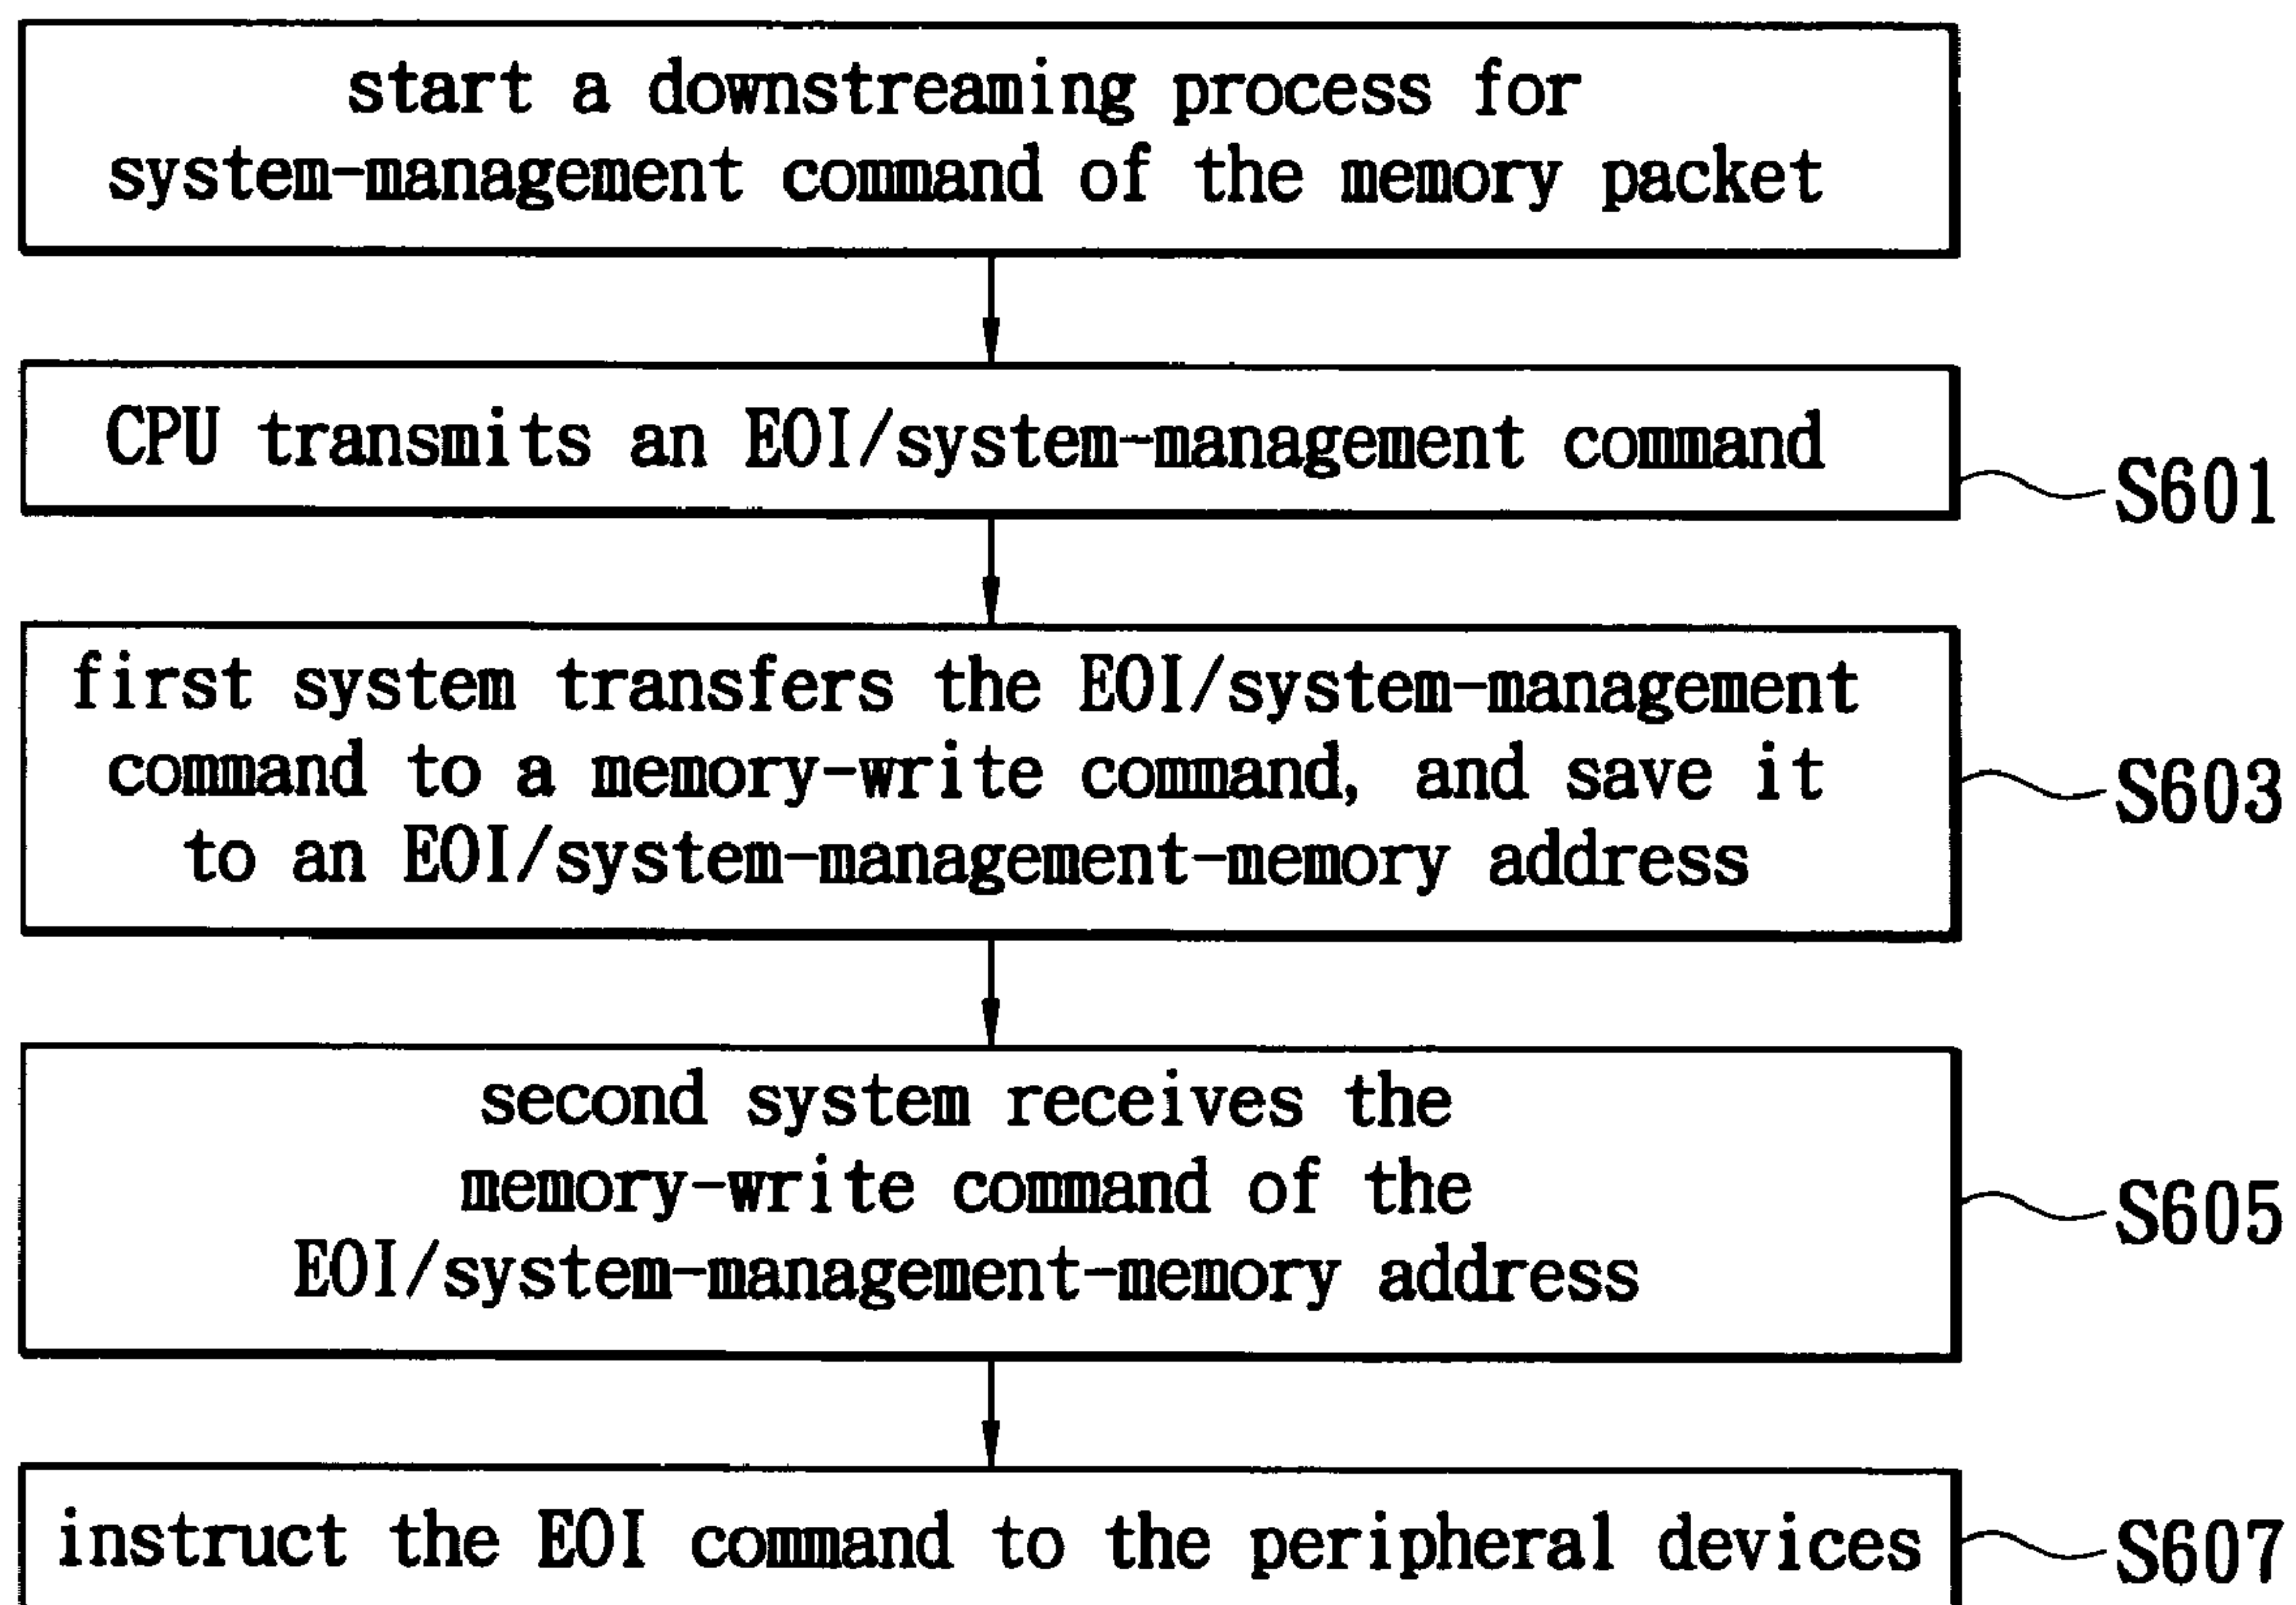 start a downstreaming process for
system-management command of the memory packet
CPU transmits an EOI/system-management command
S601
first system transfers the EOI/system-management
command to a memory-write command, and save it
to an EOI/system-management-memory address
S603
second system receives the
memory-write command of the
EOI/system-management-memory address
S605
instruct the EOI command to the peripheral devices
S607